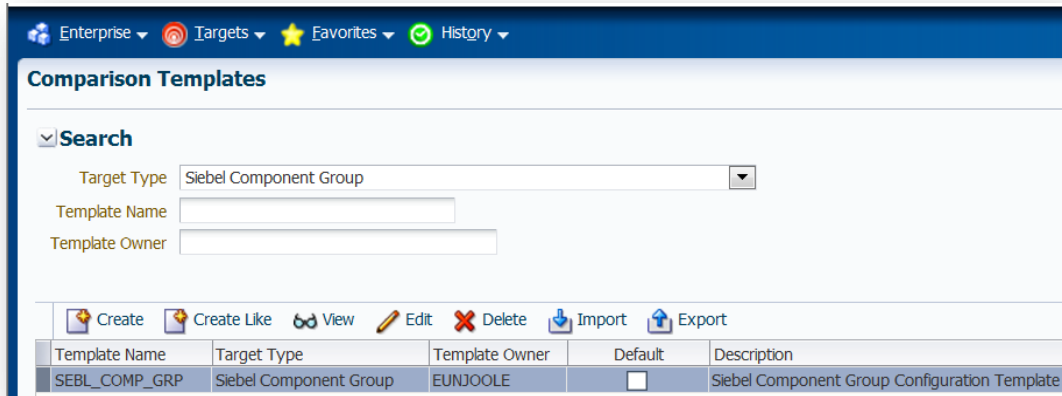 Enterprise Targets Favorites History
Comparison Templates
Search
Target Type Siebel Component Group
Template Name
Template Owner
Create Create Like View Edit Delete Import Export
Template Name Target Type Template Owner Default Description
SEBL_COMP_GRP Siebel Component Group EUNJOOLE Siebel Component Group Configuration Template